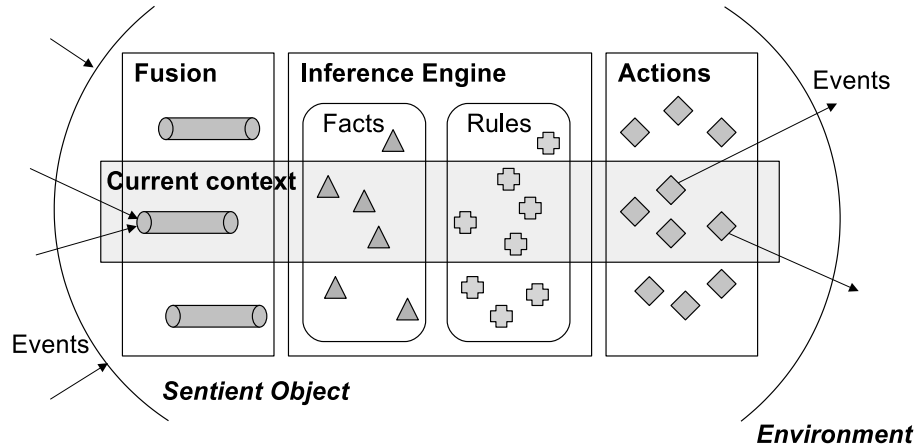 Fusion
Inference Engine
Actions
Events
Facts
Rules
Current context
Events
Sentient Object
Environment